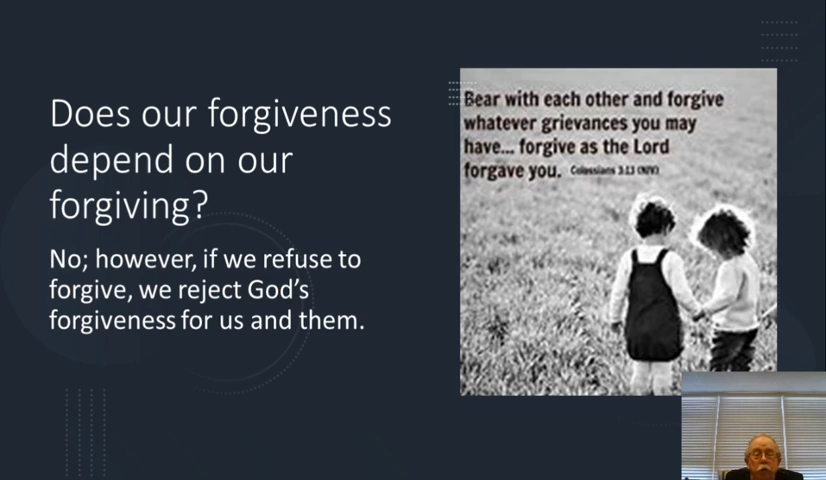 Does our forgiveness
depend on our
forgiving?
No; however, if we refuse to
forgive, we reject God’s
forgiveness for us and them.
Bear with each other and forgive
whatever grievances you may
have... forgive as the Lord
forgave you. Colossians 3:13 (NIV)